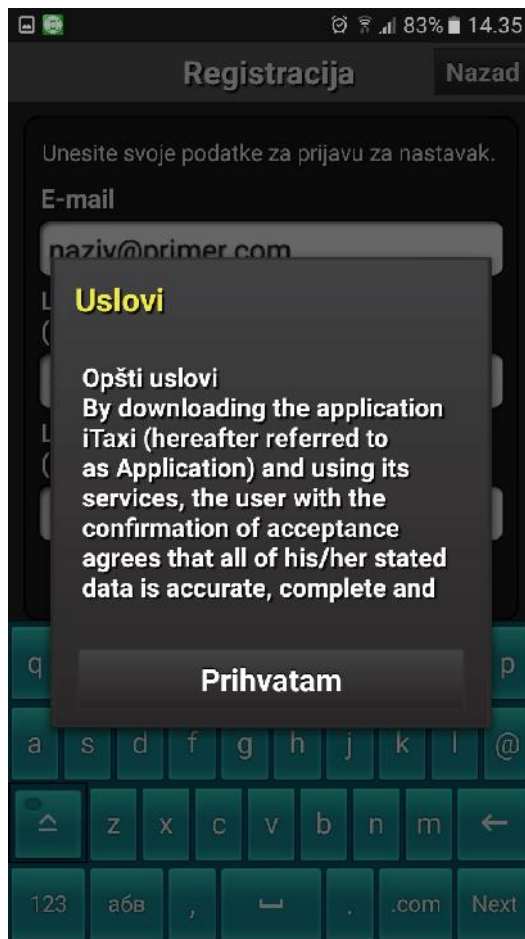 83% 14.35
Registracija
Nazad
Unesite svoje podatke za prijavu za nastavak.
E-mail
naziv@primer.com
L
(
L
(
Uslovi
Opšti uslovi
By downloading the application
iTaxi (hereafter referred to
as Application) and using its
services, the user with the
confirmation of acceptance
agrees that all of his/her stated
data is accurate, complete and
Prihvatam
q p
a s d f g h j k l @
z x c v b n m
123 абв , . .com Next